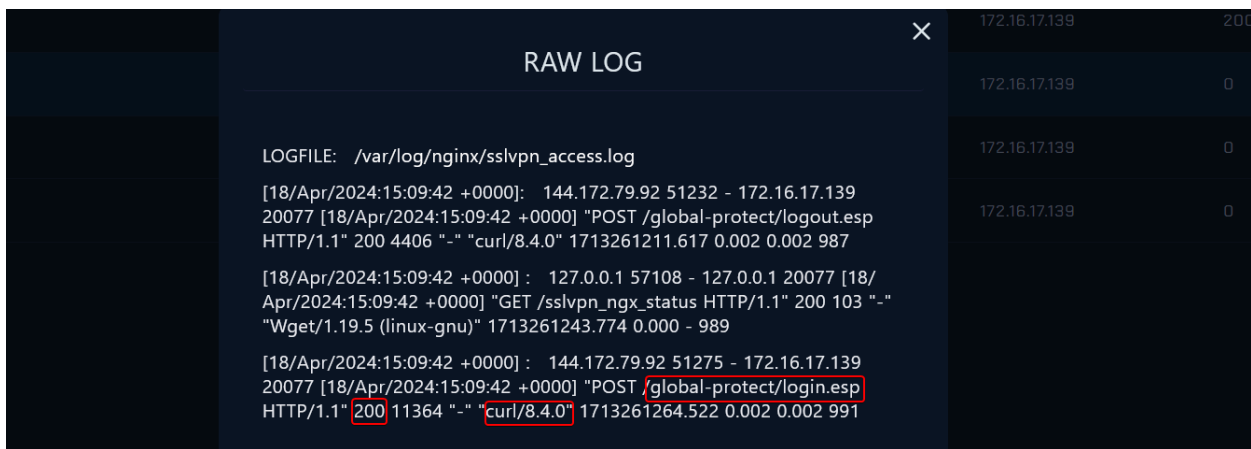 172.16.17.139 200
RAW LOG
172.16.17.139 0
LOGFILE: /var/log/nginx/sslvpn_access.log
172.16.17.139 0
[18/Apr/2024:15:09:42 +0000]: 144.172.79.92 51232 - 172.16.17.139
20077 [18/Apr/2024:15:09:42 +0000] "POST /global-protect/logout.esp
172.16.17.139 0
HTTP/1.1" 200 4406 "-" "curl/8.4.0" 1713261211.617 0.002 0.002 987
[18/Apr/2024:15:09:42 +0000] : 127.0.0.1 57108 - 127.0.0.1 20077 [18/
Apr/2024:15:09:42 +0000] "GET /sslvpn_ngx_status HTTP/1.1" 200 103 "-"
"Wget/1.19.5 (linux-gnu)" 1713261243.774 0.000 - 989
[18/Apr/2024:15:09:42 +0000] : 144.172.79.92 51275 - 172.16.17.139
20077 [18/Apr/2024:15:09:42 +0000] "POST /global-protect/login.esp
HTTP/1.1" 200 11364 "-" "curl/8.4.0" 1713261264.522 0.002 0.002 991